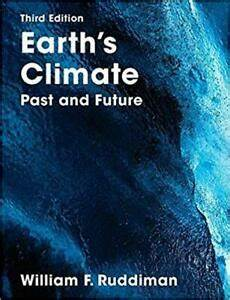 Third Edition
Earth's
Climate
Past and Future
William F. Ruddiman